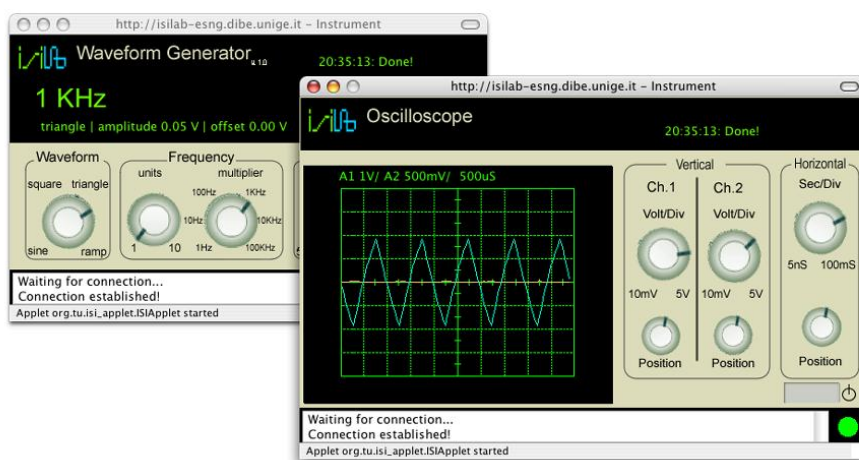 http://isilab-esng.dibe.unige.it - Instrument
isilab Waveform Generator v. 1.0
20:35:13: Done!
1 KHz
triangle | amplitude 0.05 V | offset 0.00 V
Waveform
square triangle
sine ramp
Frequency
units multiplier
1 10
100Hz 1KHz
10Hz 10KHz
1Hz 100KHz
Waiting for connection...
Connection established!
Applet org.tu.isi_applet.ISIApplet started
http://isilab-esng.dibe.unige.it - Instrument
isilab Oscilloscope
20:35:13: Done!
A1 1V/ A2 500mV/ 500uS
Vertical
Ch.1 Ch.2
Volt/Div Volt/Div
10mV 5V 10mV 5V
Position Position
Horizontal
Sec/Div
5nS 100mS
Position
Waiting for connection...
Connection established!
Applet org.tu.isi_applet.ISIApplet started